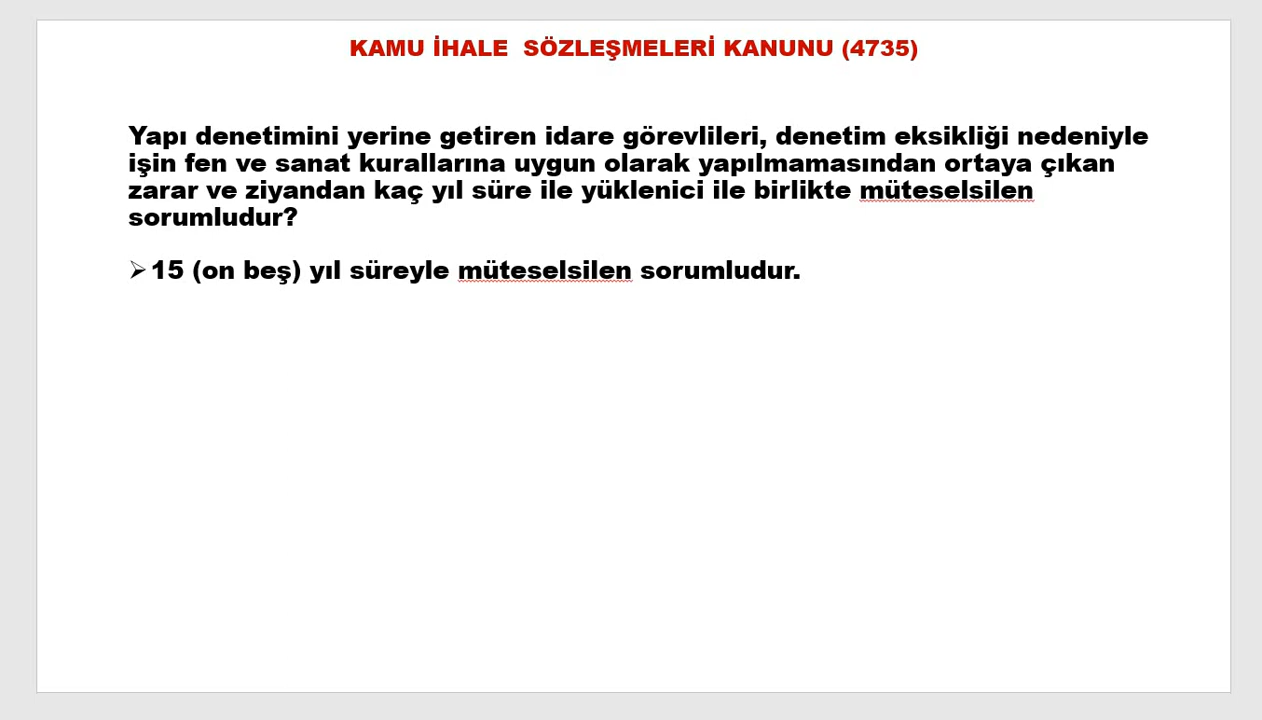 KAMU İHALE  SÖZLEŞMELERİ KANUNU (4735)
Yapı denetimini yerine getiren idare görevlileri, denetim eksikliği nedeniyle
işin fen ve sanat kurallarına uygun olarak yapılmamasından ortaya çıkan
zarar ve ziyandan kaç yıl süre ile yüklenici ile birlikte müteselsilen
sorumludur?
➢15 (on beş) yıl süreyle müteselsilen sorumludur.